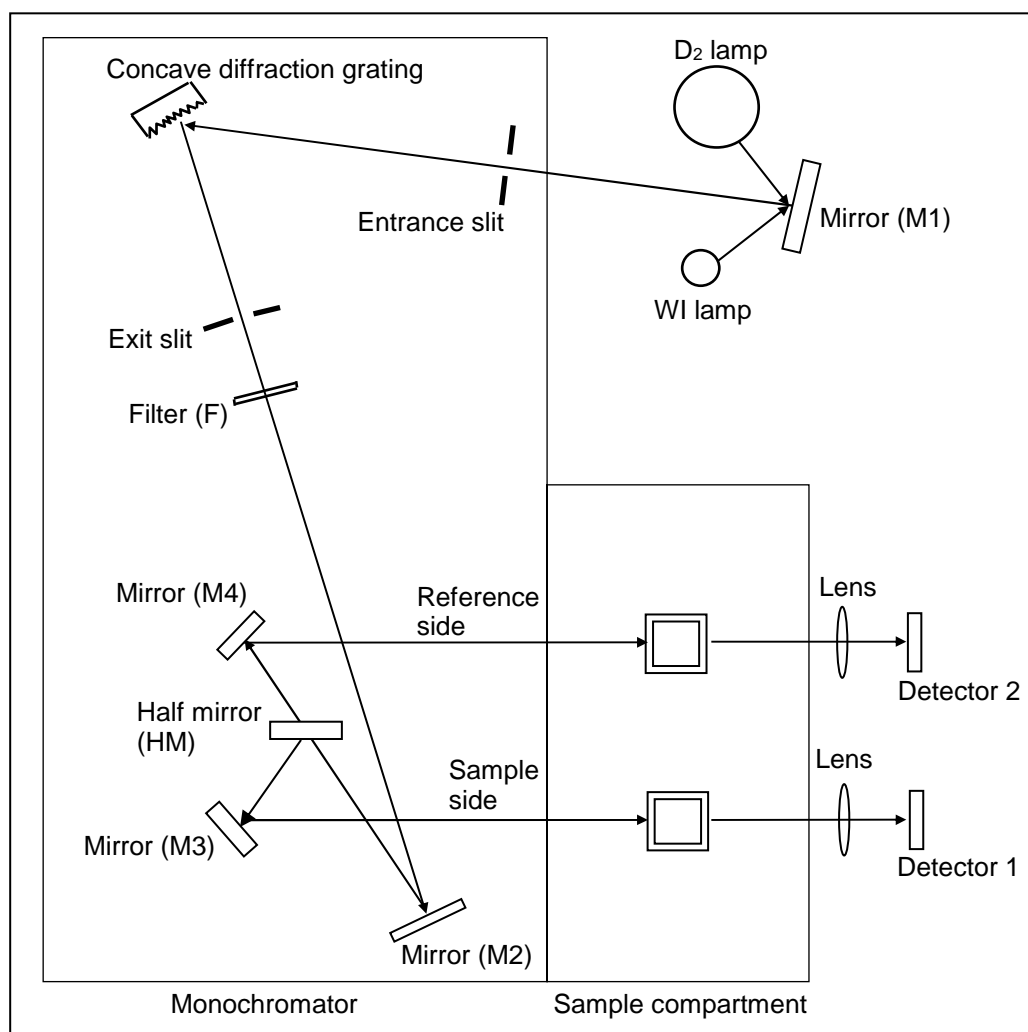 D₂ lamp
Concave diffraction grating
Entrance slit
Mirror (M1)
WI lamp
Exit slit
Filter (F)
Mirror (M4)
Reference
side
Lens
Detector 2
Half mirror
(HM)
Sample
side
Lens
Mirror (M3)
Detector 1
Mirror (M2)
Monochromator
Sample compartment